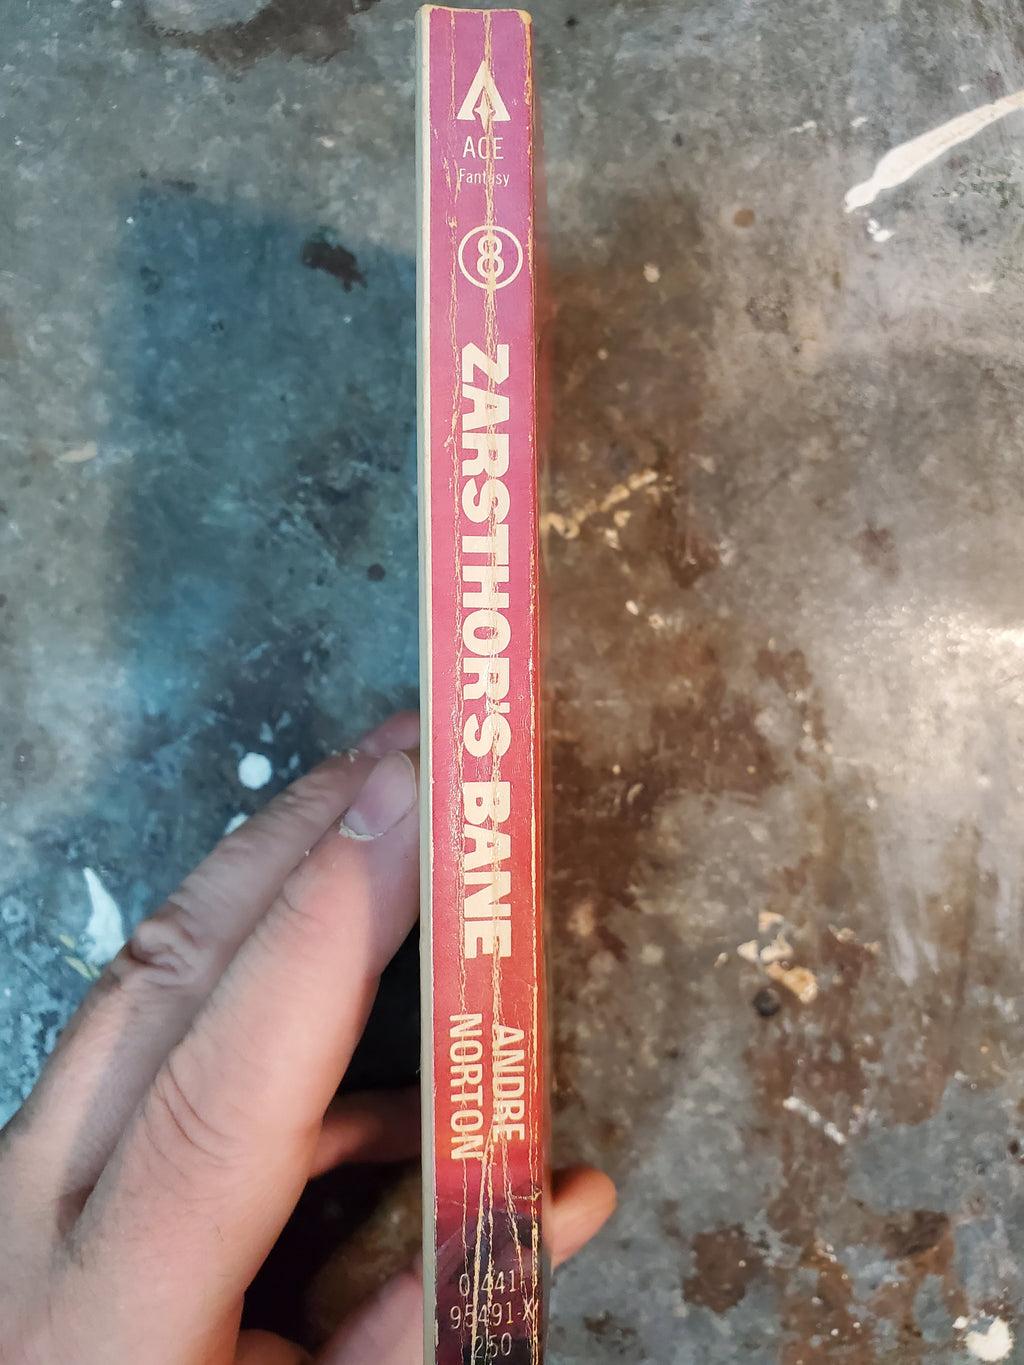 ACE
Fantasy
8
ZARSTHOR'S BANE
ANDRE
NORTON
0-441-
95491-X
250